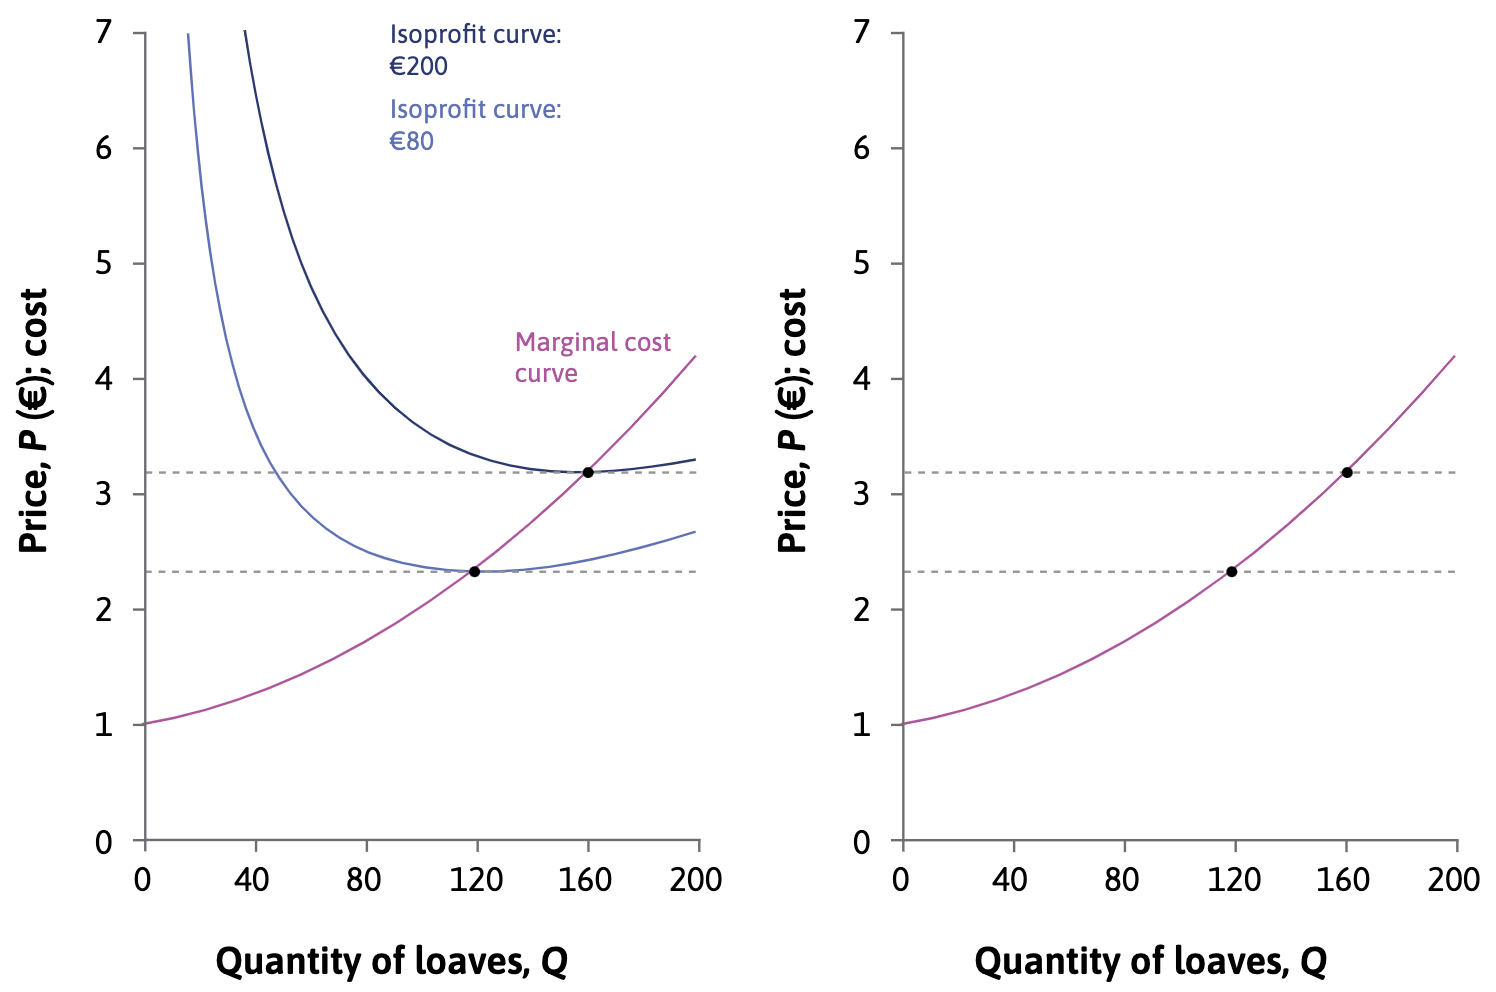 7
6
5
4
3
2
1
0
Price, P (€); cost
Isoprofit curve:
€200
Isoprofit curve:
€80
Marginal cost
curve
0 40 80 120 160 200
Quantity of loaves, Q
7
6
5
4
3
2
1
0
Price, P (€); cost
0 40 80 120 160 200
Quantity of loaves, Q